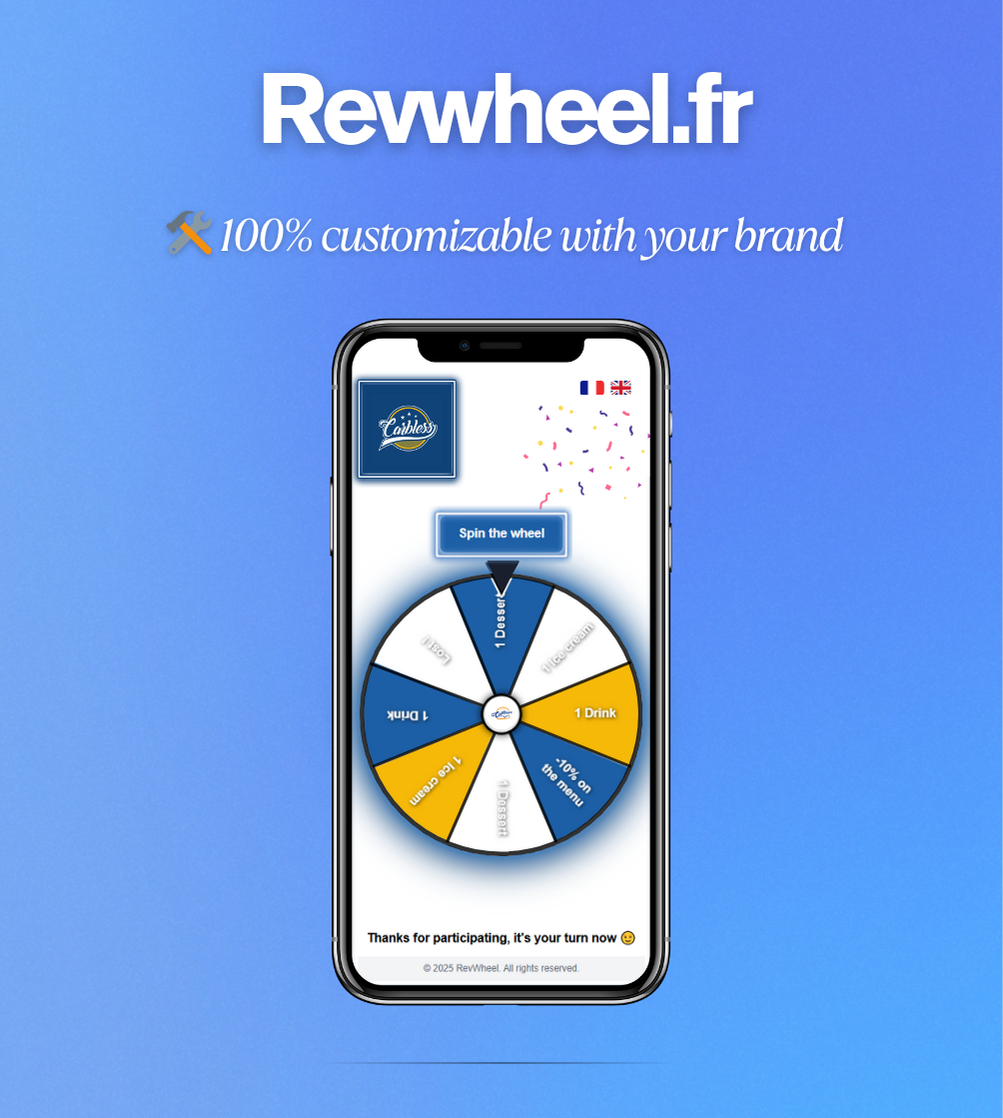 Revwheel.fr
🛠️ 100% customizable with your brand
Carbless
Spin the wheel
1 Dessert
1 Ice cream
1 Drink
-10% on
the menu
1 Dessert
1 Ice cream
1 Drink
Lost !
Thanks for participating, it's your turn now 😉
© 2025 RevWheel. All rights reserved.